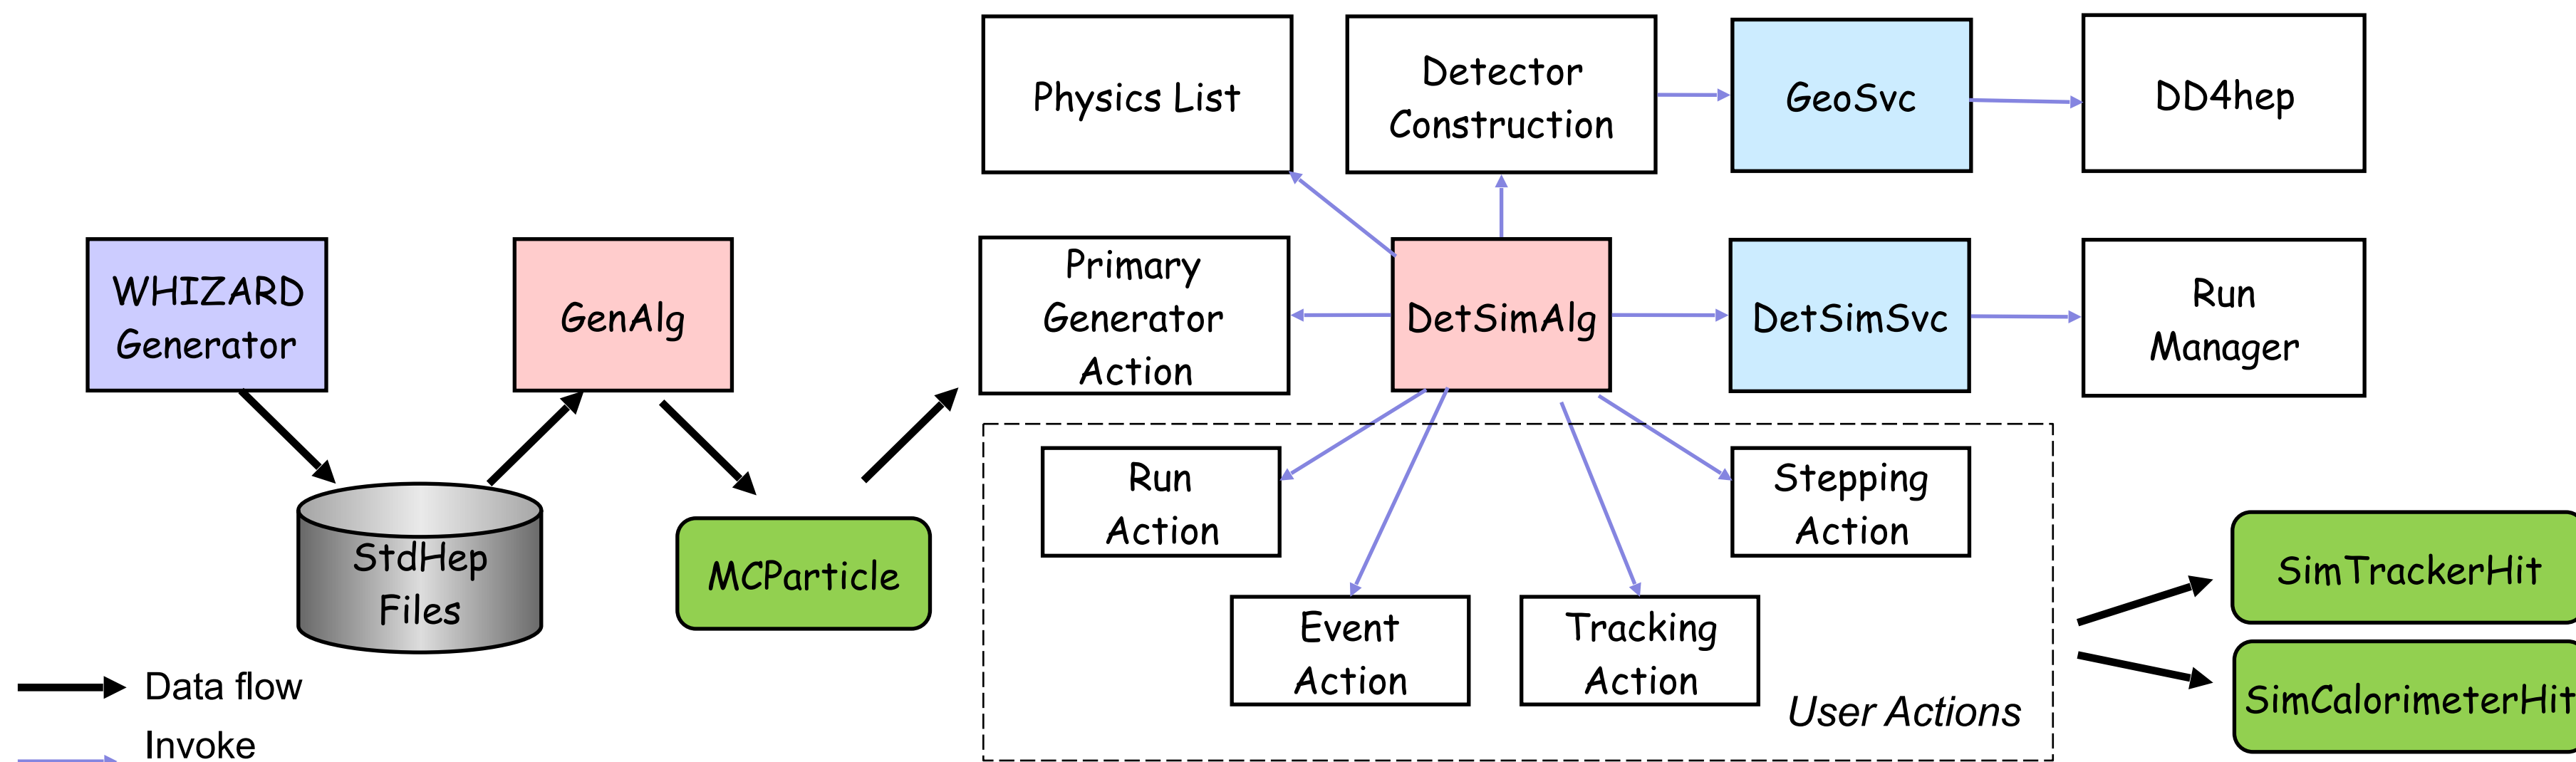 Physics List
Detector
Construction
GeoSvc
DD4hep
WHIZARD
Generator
GenAlg
Primary
Generator
Action
DetSimAlg
DetSimSvc
Run
Manager
StdHep
Files
MCParticle
Run
Action
Stepping
Action
Event
Action
Tracking
Action
User Actions
SimTrackerHit
SimCalorimeterHit
Data flow
Invoke